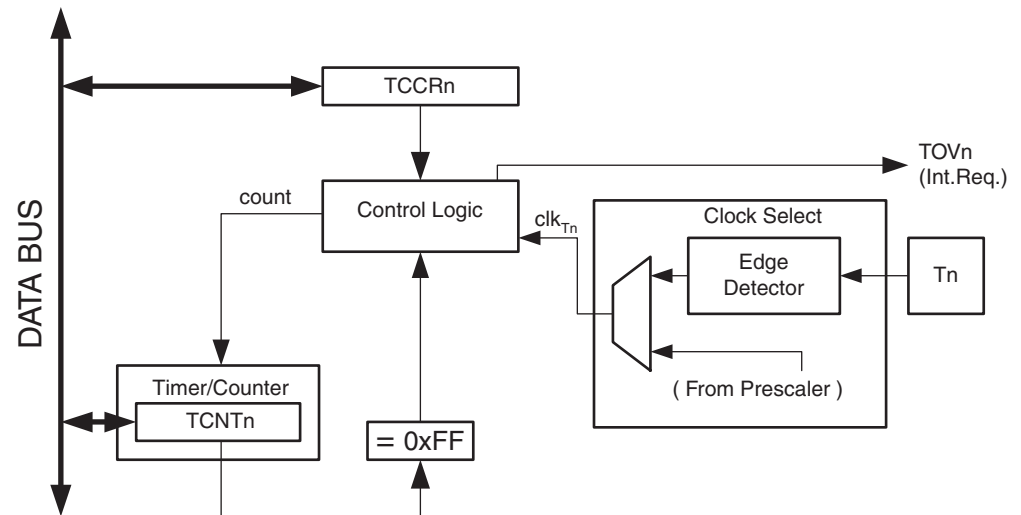 TCCRn
TOVn
(Int.Req.)
count
Control Logic
clkTn
Clock Select
Edge
Detector
Tn
DATA BUS
Timer/Counter
TCNTn
= 0xFF
( From Prescaler )